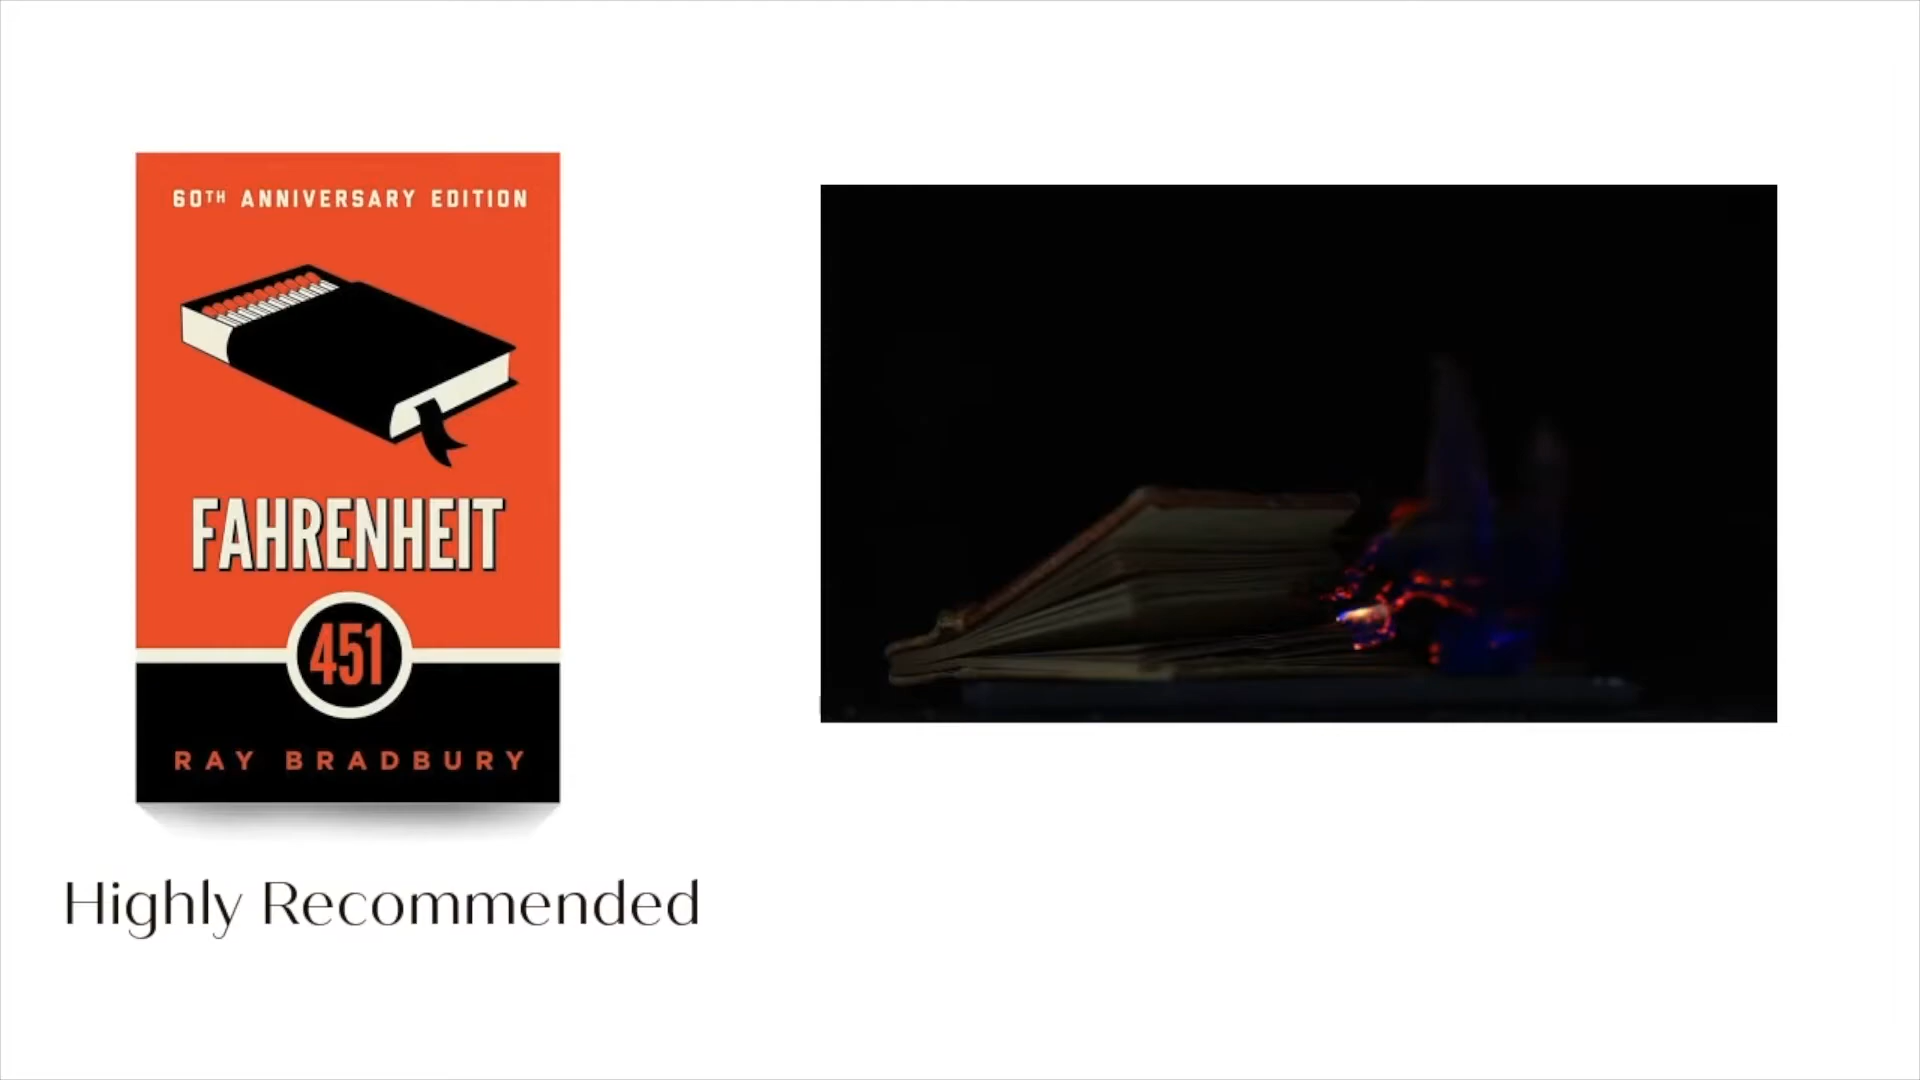 60TH ANNIVERSARY EDITION
FAHRENHEIT
451
RAY BRADBURY
Highly Recommended